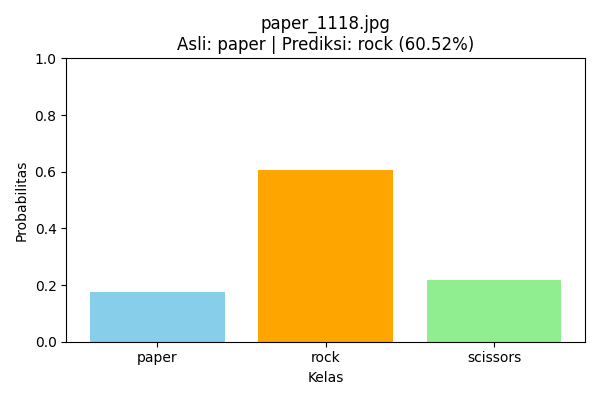 paper_1118.jpg
Asli: paper | Prediksi: rock (60.52%)
1.0
0.8
0.6
0.4
0.2
0.0
Probabilitas
paper
rock
scissors
Kelas